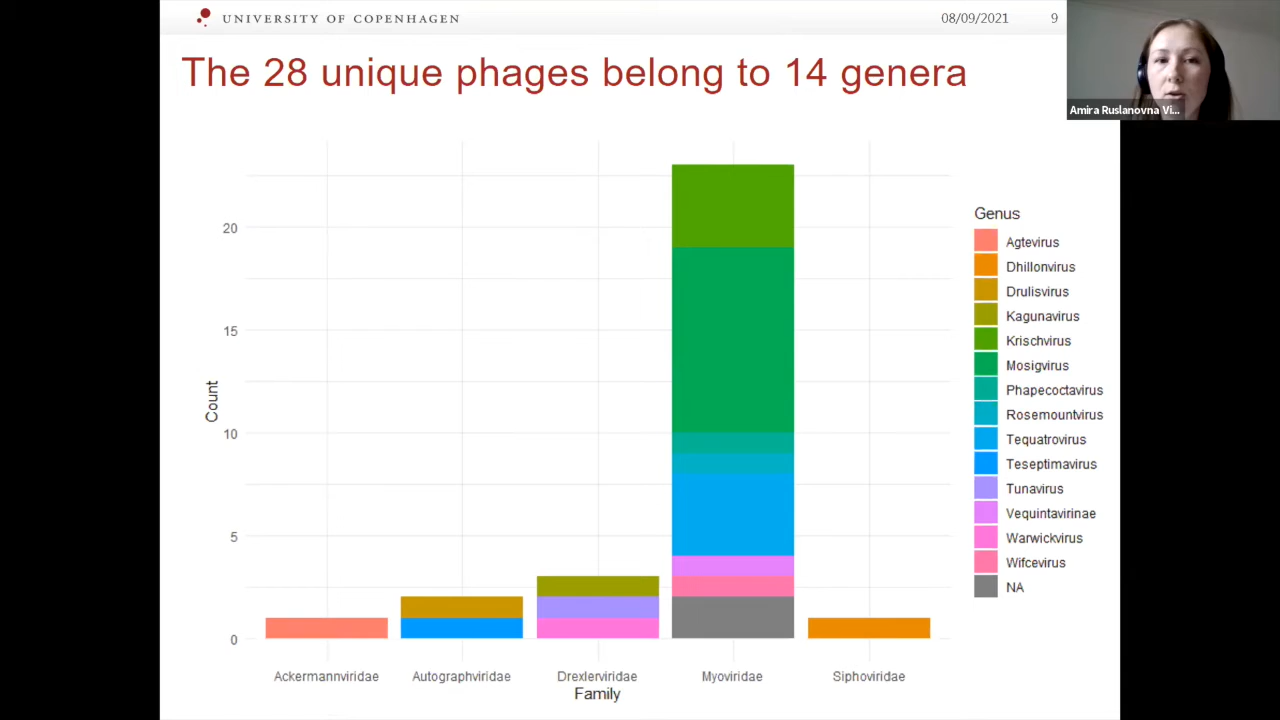 UNIVERSITY OF COPENHAGEN
08/09/2021 9
Amira Ruslanovna Vi...
The 28 unique phages belong to 14 genera
Count
20
15
10
5
0
Ackermannviridae Autographviridae Drexlerviridae Myoviridae Siphoviridae
Family
Genus
Agtevirus
Dhillonvirus
Drulisvirus
Kagunavirus
Krischvirus
Mosigvirus
Phapecoctavirus
Rosemountvirus
Tequatrovirus
Teseptimavirus
Tunavirus
Vequintavirinae
Warwickvirus
Wifcevirus
NA